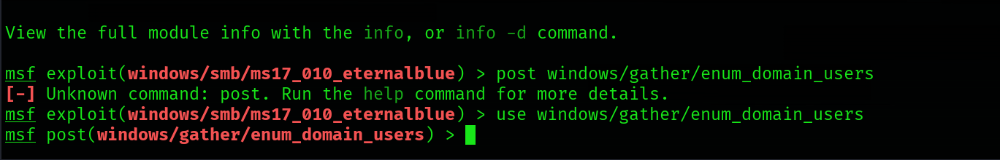 View the full module info with the info, or info -d command.
msf exploit(windows/smb/ms17_010_eternalblue) > post windows/gather/enum_domain_users
[-] Unknown command: post. Run the help command for more details.
msf exploit(windows/smb/ms17_010_eternalblue) > use windows/gather/enum_domain_users
msf post(windows/gather/enum_domain_users) >